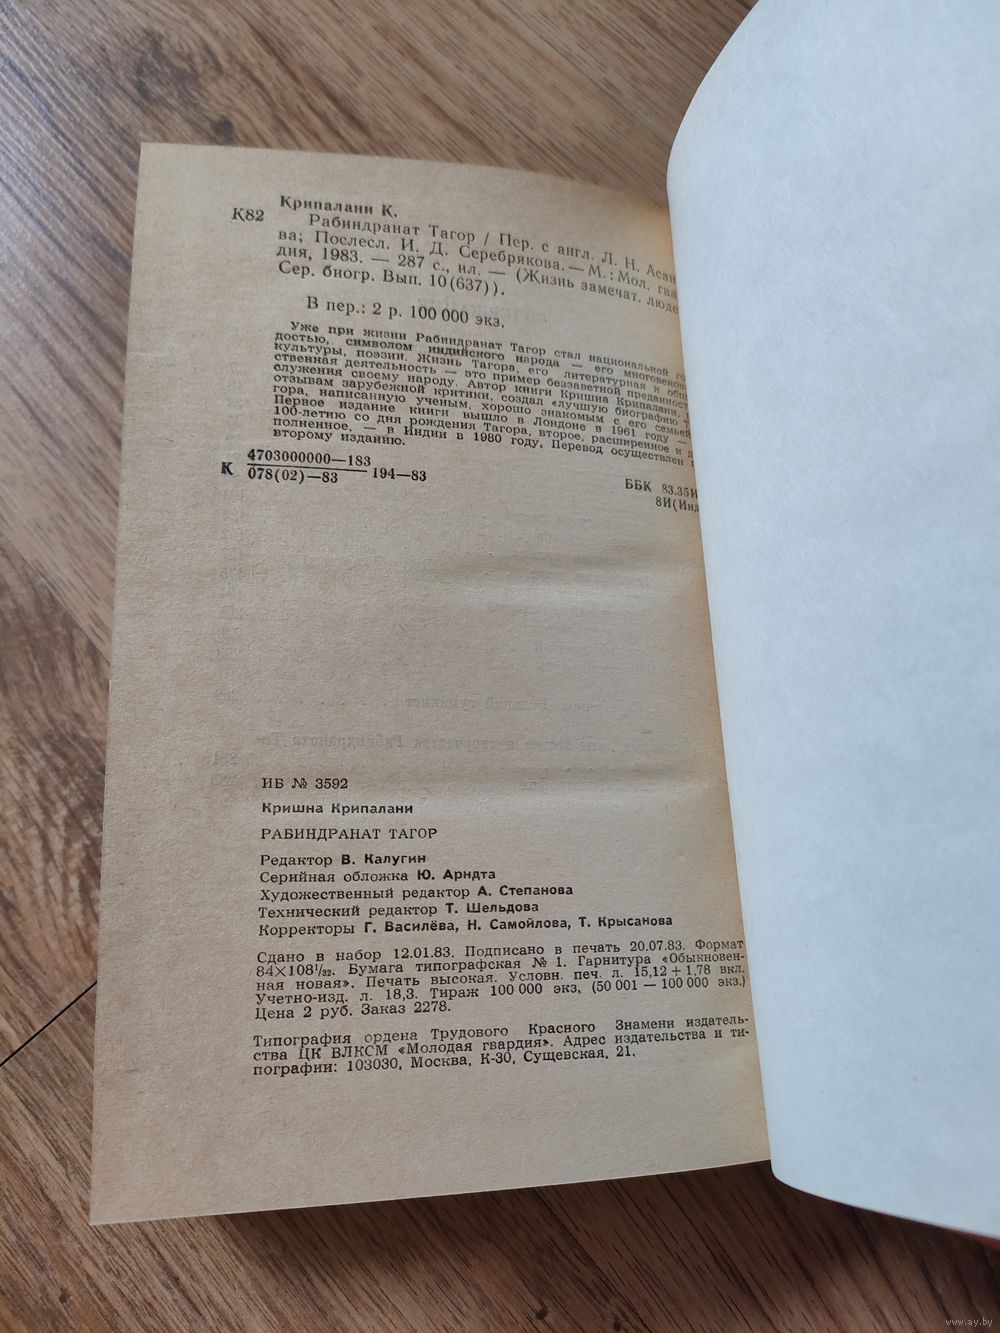 Крипалани К.
К82
Рабиндранат Тагор / Пер. с англ. Л. Н. Асан
ва; Послесл. И. Д. Серебрякова. — М.: Мол. гва
дия, 1983. — 287 с., ил. — (Жизнь замечат. люде
Сер. биогр. Вып. 10(637)).
В пер.: 2 р. 100 000 экз.
Уже при жизни Рабиндранат Тагор стал национальной го
достью, символом индийского народа — его многовеков
культуры, поэзии. Жизнь Тагора, его литературная и общ
ственная деятельность — это пример беззаветной преданност
служения своему народу. Автор книги Кришна Крипалани,
отзывам зарубежной критики, создал «лучшую биографию Т
гора, написанную ученым, хорошо знакомым с его семьей
Первое издание книги вышло в Лондоне в 1961 году —
100-летию со дня рождения Тагора, второе, расширенное и д
полненное, — в Индии в 1980 году. Перевод осуществлен
второму изданию.
К 4703000000—183
078(02)—83 194—83
ББК 83.35И
8И(Инд
ИБ № 3592
Кришна Крипалани
РАБИНДРАНАТ ТАГОР
Редактор В. Калугин
Серийная обложка Ю. Арндта
Художественный редактор А. Степанова
Технический редактор Т. Шельдова
Корректоры Г. Василёва, Н. Самойлова, Т. Крысанова
Сдано в набор 12.01.83. Подписано в печать 20.07.83. Формат
84×108¹/₃₂. Бумага типографская № 1. Гарнитура «Обыкновен-
ная новая». Печать высокая. Условн. печ. л. 15,12+1,78 вкл.
Учетно-изд. л. 18,3. Тираж 100 000 экз. (50 001 — 100 000 экз.)
Цена 2 руб. Заказ 2278.
Типография ордена Трудового Красного Знамени издатель-
ства ЦК ВЛКСМ «Молодая гвардия». Адрес издательства и ти-
пографии: 103030, Москва, К-30, Сущевская, 21.
www.ay.by